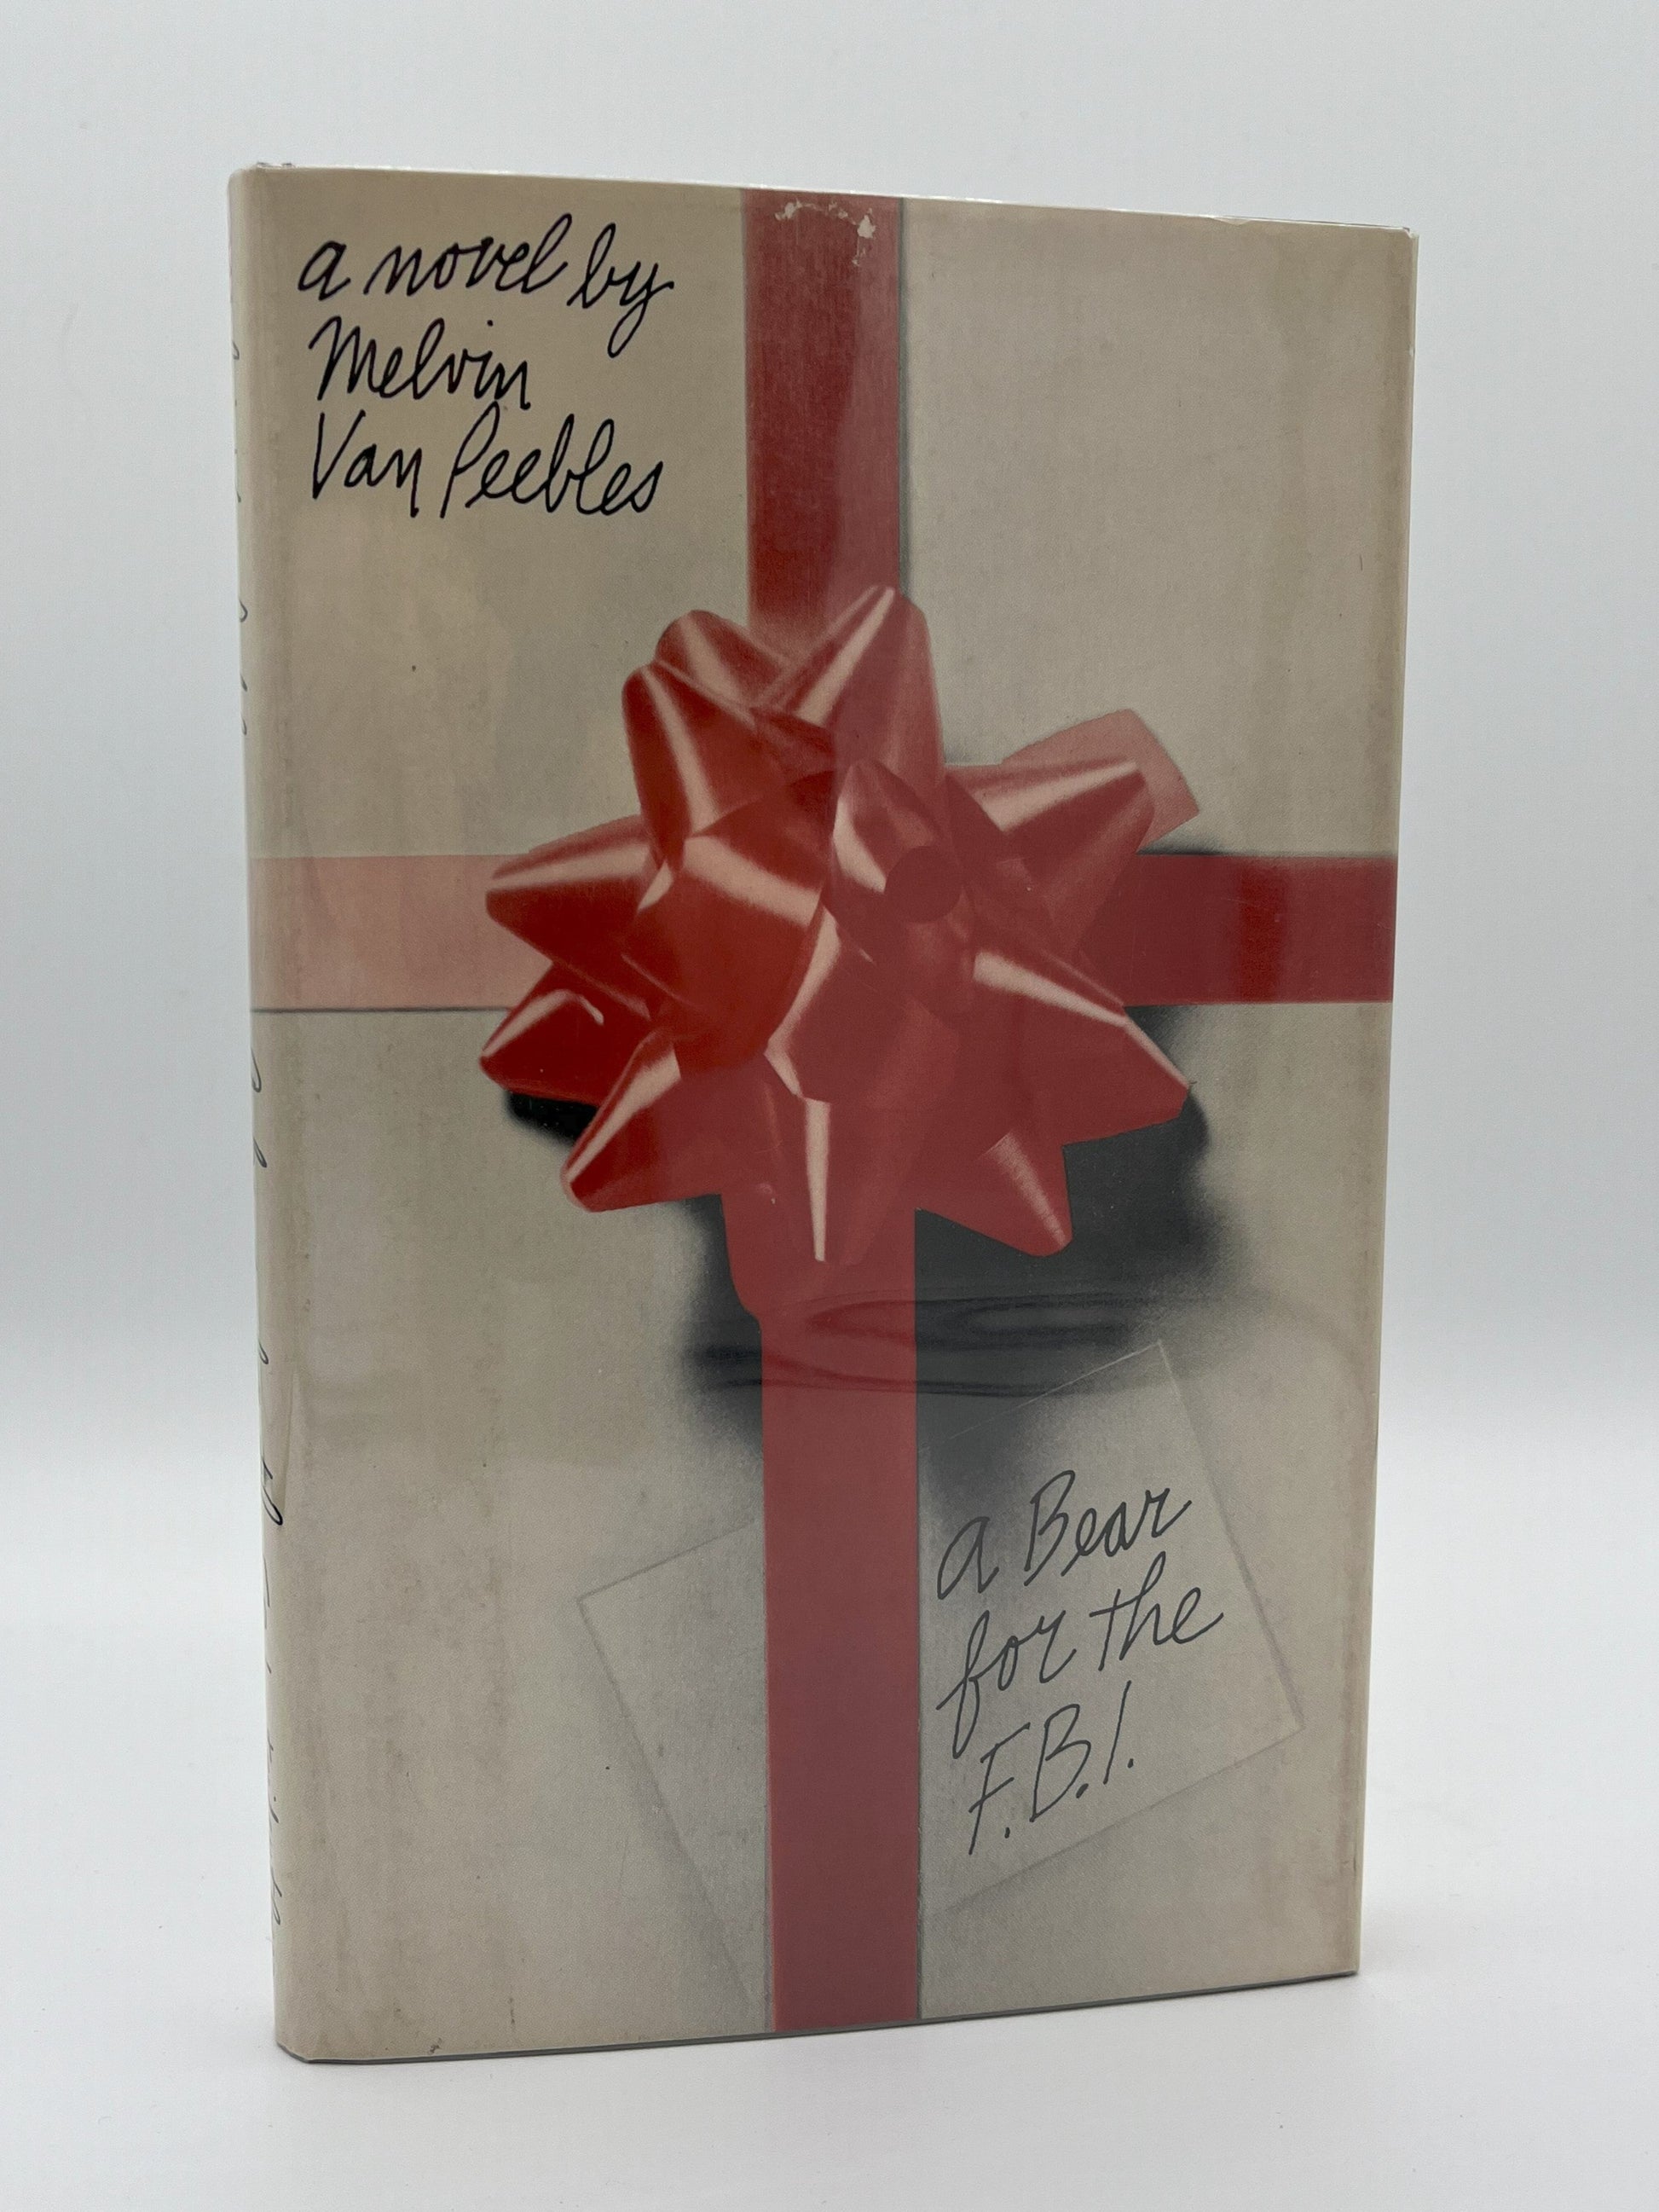 a novel by
Melvin
Van Peebles
a Bear
for the
F.B.I.